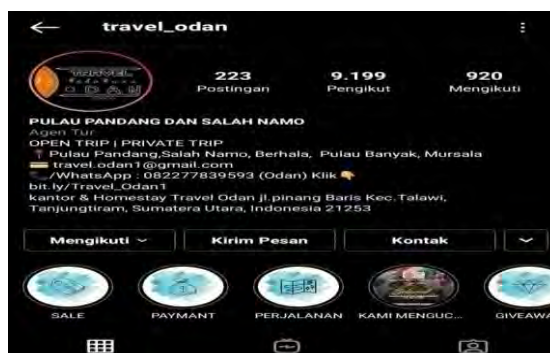 travel_odan
TRAVEL
ODAN
223 9.199 920
Postingan Pengikut Mengikuti
PULAU PANDANG DAN SALAH NAMO
Agen Tur
OPEN TRIP | PRIVATE TRIP
Pulau Pandang,Salah Namo, Berhala, Pulau Banyak, Mursala
travel.odan1@gmail.com
/WhatsApp : 082277839593 (Odan) Klik
bit.ly/Travel_Odan1
kantor & Homestay Travel Odan jl.pinang Baris Kec.Talawi,
Tanjungtiram, Sumatera Utara, Indonesia 21253
Mengikuti Kirim Pesan Kontak
SALE PAYMANT PERJALANAN KAMI MENGUC... GIVEAWA